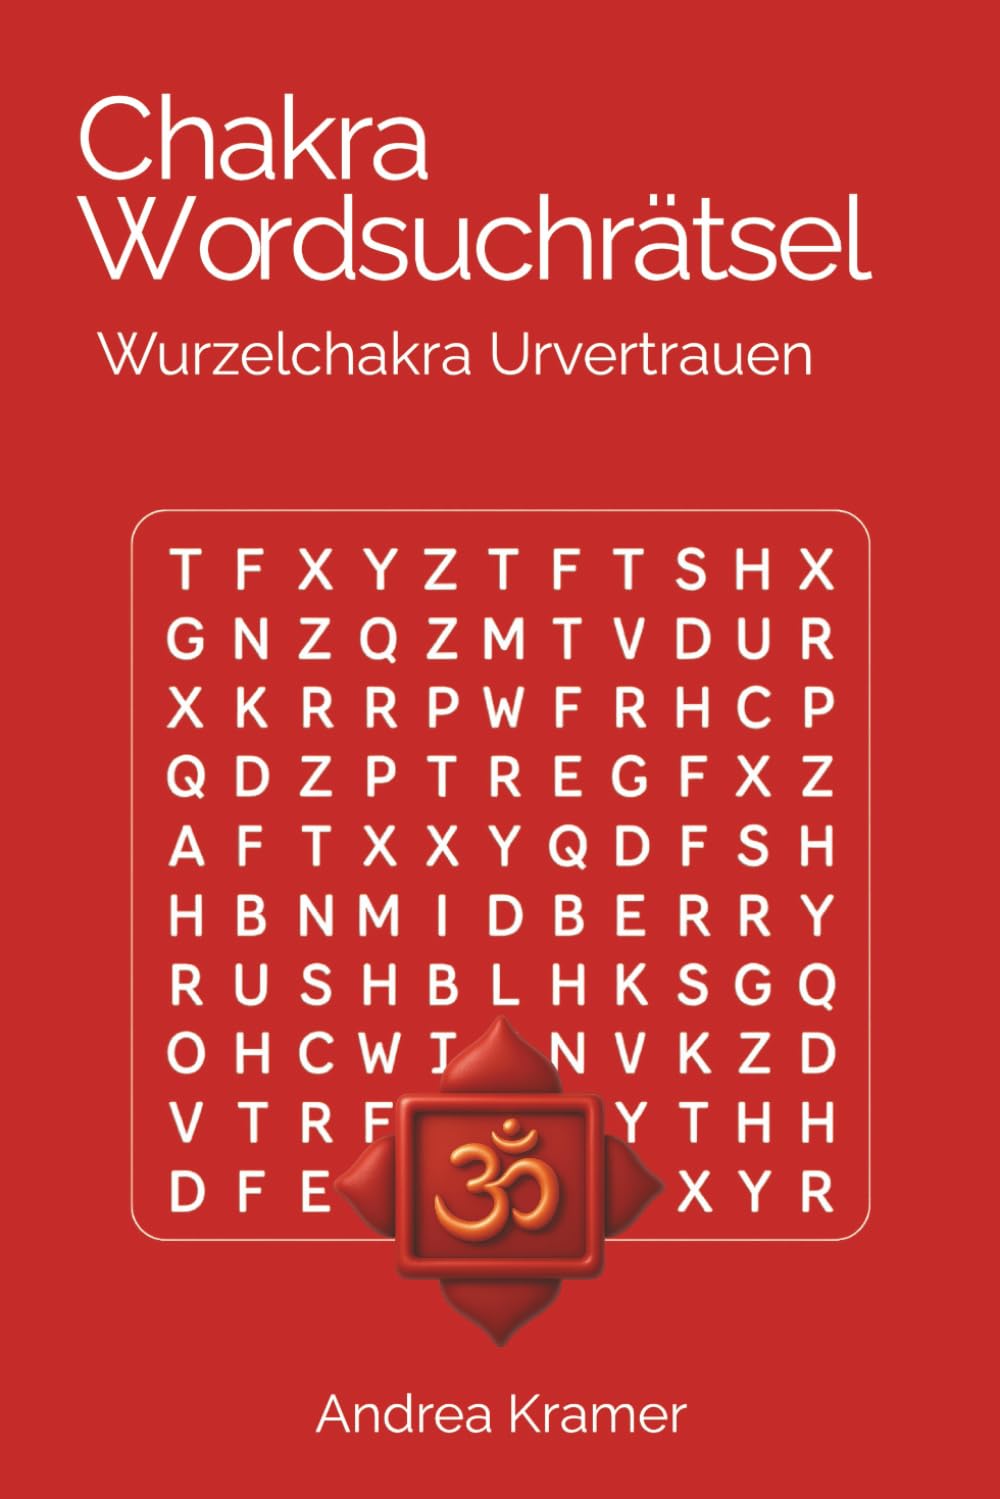 Chakra
Wordsuchrätsel
Wurzelchakra Urvertrauen
T F X Y Z T F T S H X
G N Z Q Z M T V D U R
X K R R P W F R H C P
Q D Z P T R E G F X Z
A F T X X Y Q D F S H
H B N M I D B E R R Y
R U S H B L H K S G Q
O H C W I N V K Z D
V T R F Y T H H
D F E X Y R
ॐ
Andrea Kramer